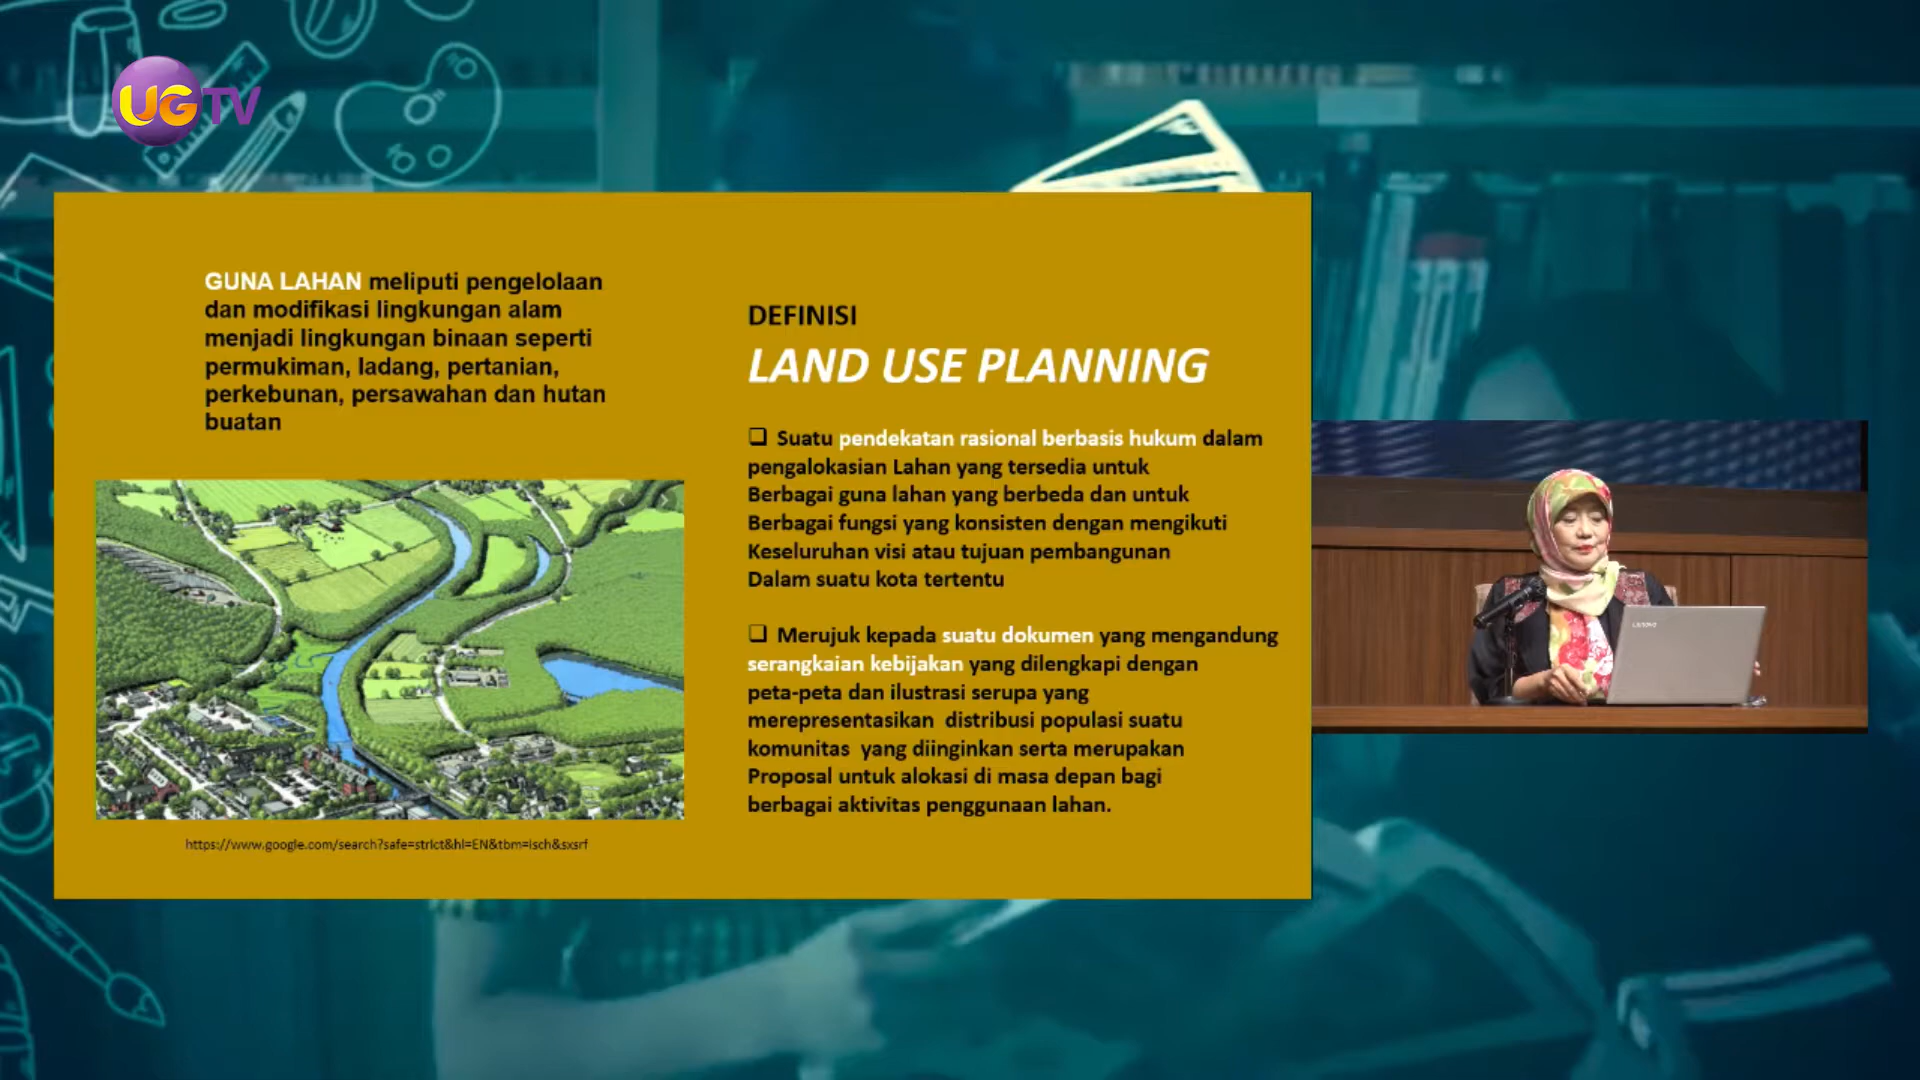 UGTV
GUNA LAHAN meliputi pengelolaan
dan modifikasi lingkungan alam
menjadi lingkungan binaan seperti
permukiman, ladang, pertanian,
perkebunan, persawahan dan hutan
buatan
https://www.google.com/search?safe=strict&hl=EN&tbm=isch&sxsrf
DEFINISI
LAND USE PLANNING
Suatu pendekatan rasional berbasis hukum dalam
pengalokasian Lahan yang tersedia untuk
Berbagai guna lahan yang berbeda dan untuk
Berbagai fungsi yang konsisten dengan mengikuti
Keseluruhan visi atau tujuan pembangunan
Dalam suatu kota tertentu
Merujuk kepada suatu dokumen yang mengandung
serangkaian kebijakan yang dilengkapi dengan
peta-peta dan ilustrasi serupa yang
merepresentasikan distribusi populasi suatu
komunitas yang diinginkan serta merupakan
Proposal untuk alokasi di masa depan bagi
berbagai aktivitas penggunaan lahan.
Lenovo